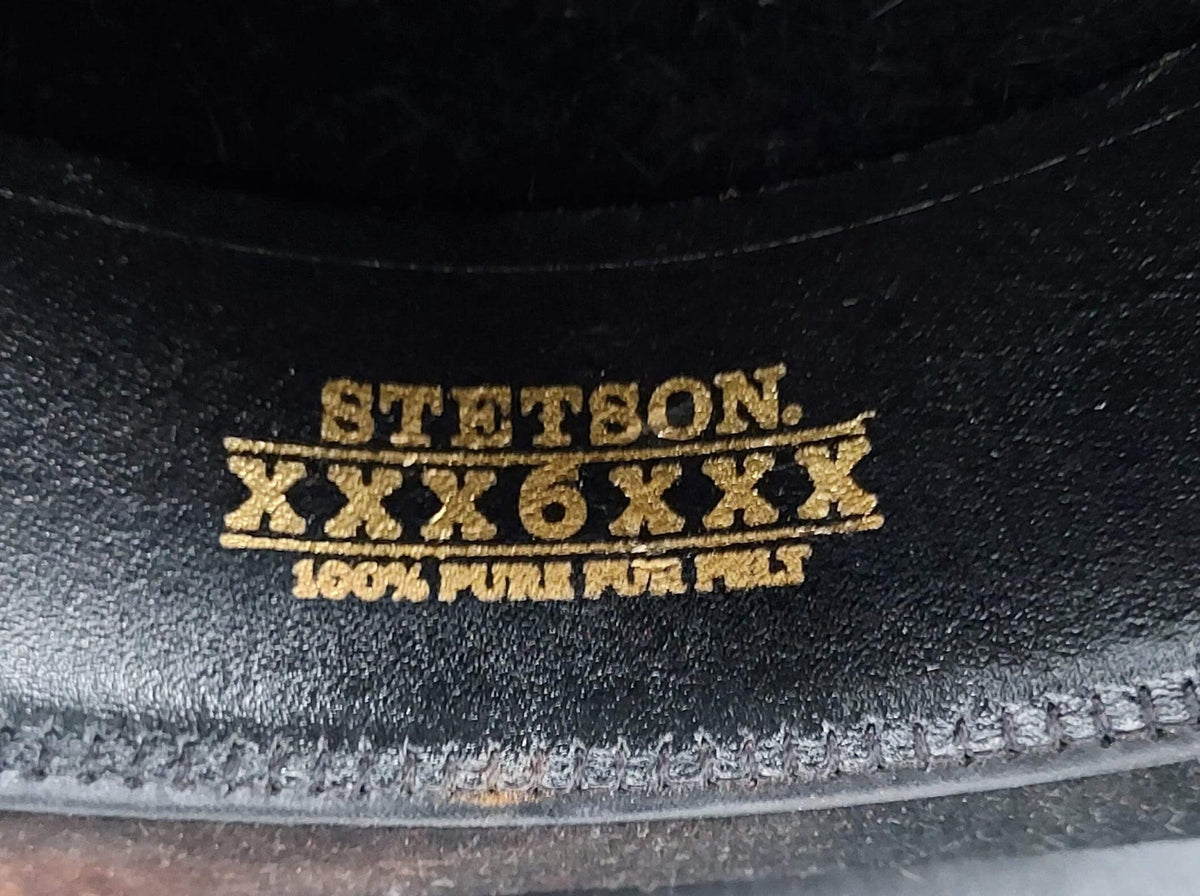 STETSON.
XXX6XXX
100% PURE FUR FELT